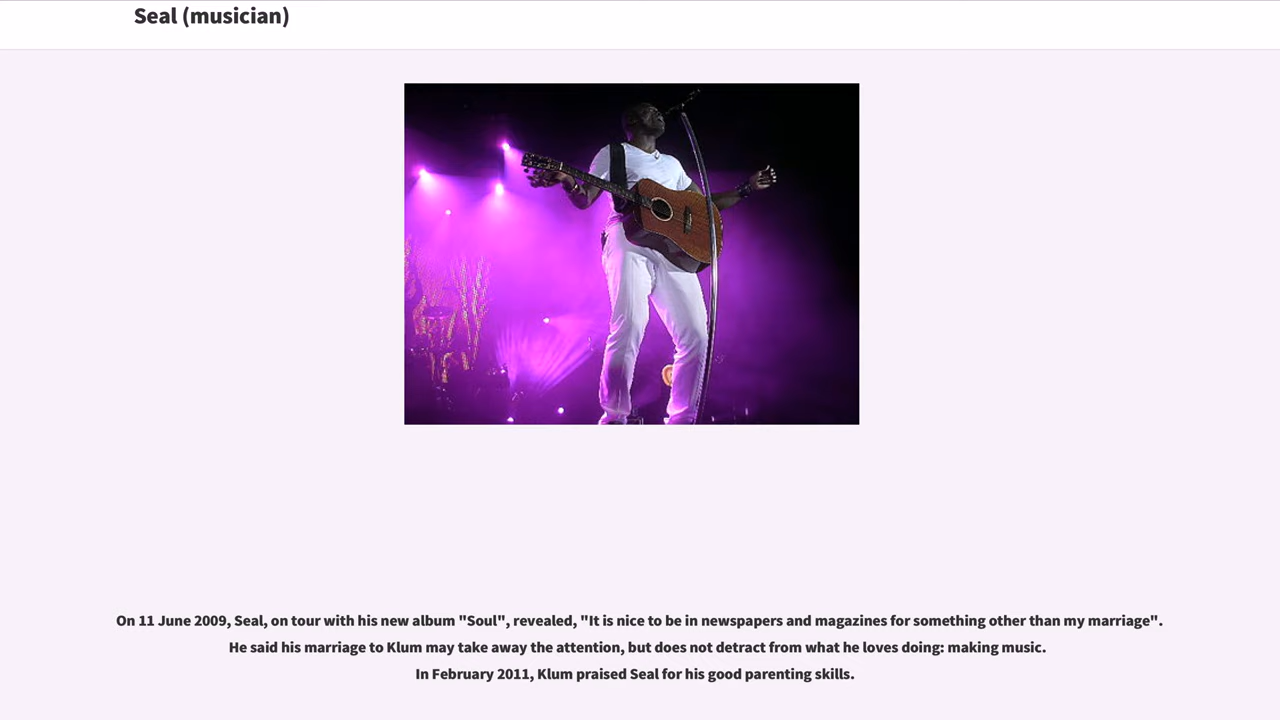 Seal (musician)
On 11 June 2009, Seal, on tour with his new album "Soul", revealed, "It is nice to be in newspapers and magazines for something other than my marriage".
He said his marriage to Klum may take away the attention, but does not detract from what he loves doing: making music.
In February 2011, Klum praised Seal for his good parenting skills.